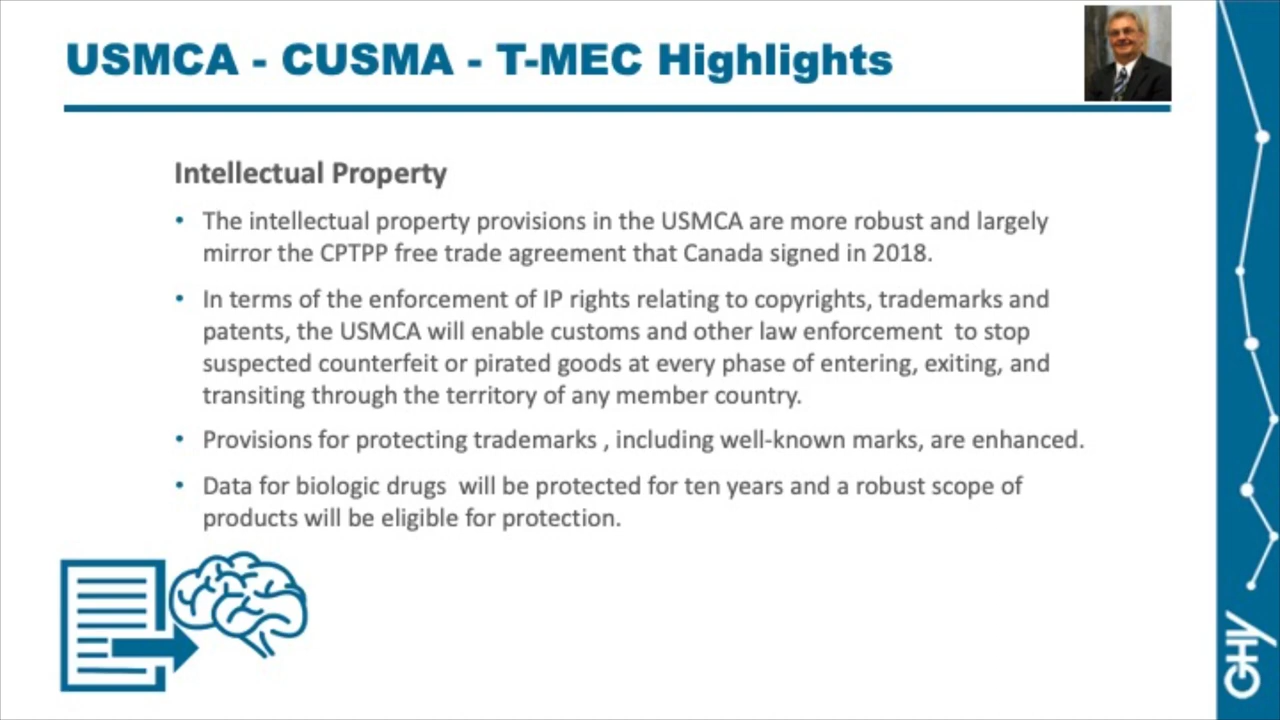 USMCA - CUSMA - T-MEC Highlights
Intellectual Property
• The intellectual property provisions in the USMCA are more robust and largely
mirror the CPTPP free trade agreement that Canada signed in 2018.
• In terms of the enforcement of IP rights relating to copyrights, trademarks and
patents, the USMCA will enable customs and other law enforcement  to stop
suspected counterfeit or pirated goods at every phase of entering, exiting, and
transiting through the territory of any member country.
• Provisions for protecting trademarks , including well-known marks, are enhanced.
• Data for biologic drugs  will be protected for ten years and a robust scope of
products will be eligible for protection.
GHY